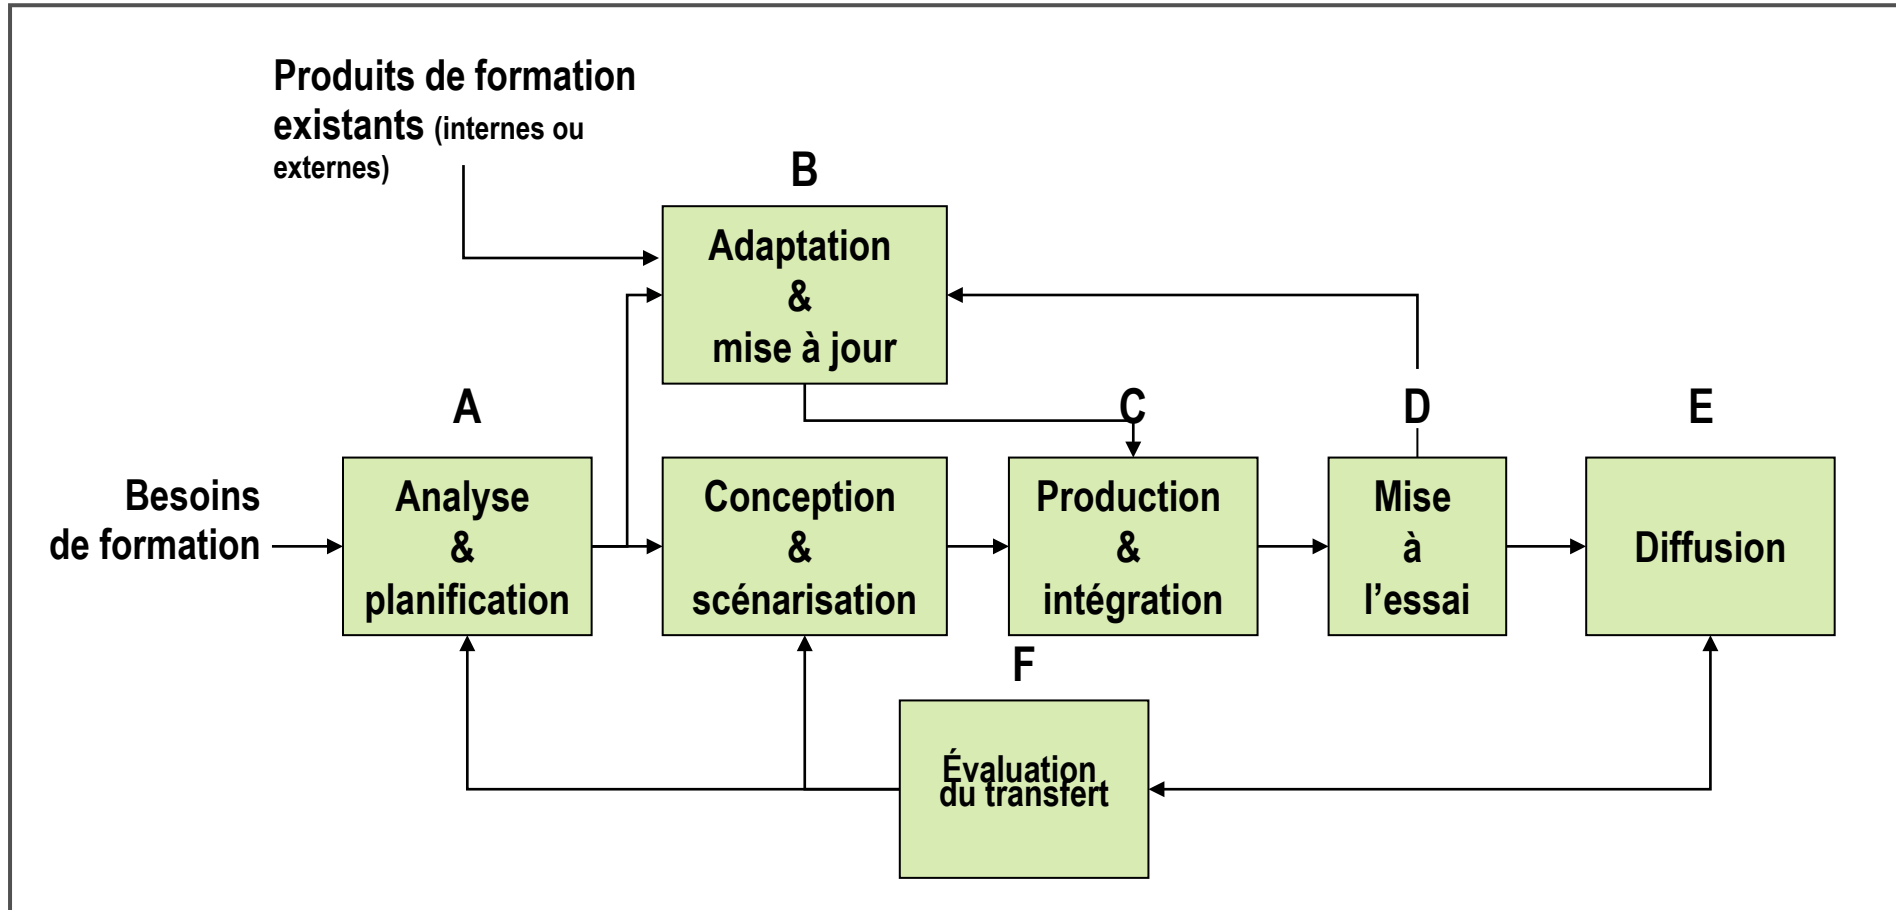 Produits de formation
existants (internes ou
externes)
B
Adaptation
&
mise à jour
A
C
D
E
Besoins
de formation
Analyse
&
planification
Conception
&
scénarisation
Production
&
intégration
Mise
à
l’essai
Diffusion
F
Évaluation
du transfert